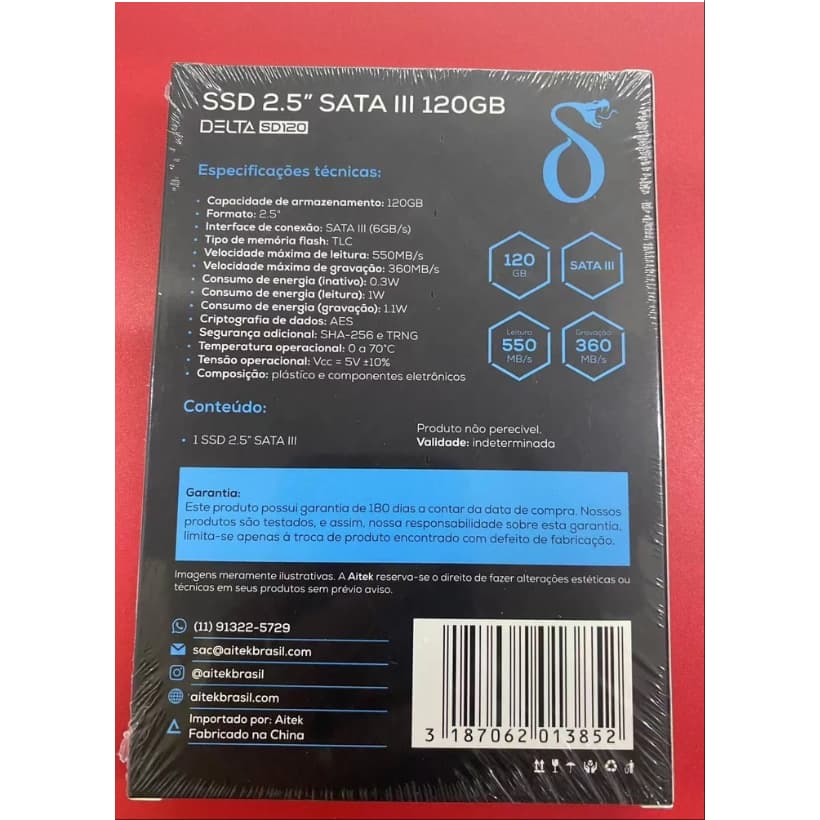 SSD 2.5" SATA III 120GB
DELTA SD120
Especificações técnicas:
• Capacidade de armazenamento: 120GB
• Formato: 2.5"
• Interface de conexão: SATA III (6GB/s)
• Tipo de memória flash: TLC
• Velocidade máxima de leitura: 550MB/s
• Velocidade máxima de gravação: 360MB/s
• Consumo de energia (inativo): 0.3W
• Consumo de energia (leitura): 1W
• Consumo de energia (gravação): 1.1W
• Criptografia de dados: AES
• Segurança adicional: SHA-256 e TRNG
• Temperatura operacional: 0 a 70°C
• Tensão operacional: Vcc = 5V ±10%
• Composição: plástico e componentes eletrônicos
120
GB
SATA III
Leitura
550
MB/s
Gravação
360
MB/s
Conteúdo:
• 1 SSD 2.5" SATA III
Produto não perecível.
Validade: indeterminada
Garantia:
Este produto possui garantia de 180 dias a contar da data de compra. Nossos
produtos são testados, e assim, nossa responsabilidade sobre esta garantia,
limita-se apenas à troca de produto encontrado com defeito de fabricação.
Imagens meramente ilustrativas. A Aitek reserva-se o direito de fazer alterações estéticas ou
técnicas em seus produtos sem prévio aviso.
(11) 91322-5729
sac@aitekbrasil.com
@aitekbrasil
aitekbrasil.com
Importado por: Aitek
Fabricado na China
3 187062 013852